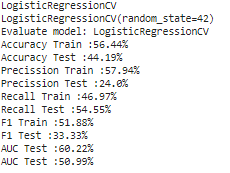 LogisticRegressionCV
LogisticRegressionCV(random_state=42)
Evaluate model: LogisticRegressionCV
Accuracy Train :56.44%
Accuracy Test :44.19%
Precission Train :57.94%
Precission Test :24.0%
Recall Train :46.97%
Recall Test :54.55%
F1 Train :51.88%
F1 Test :33.33%
AUC Test :60.22%
AUC Test :50.99%